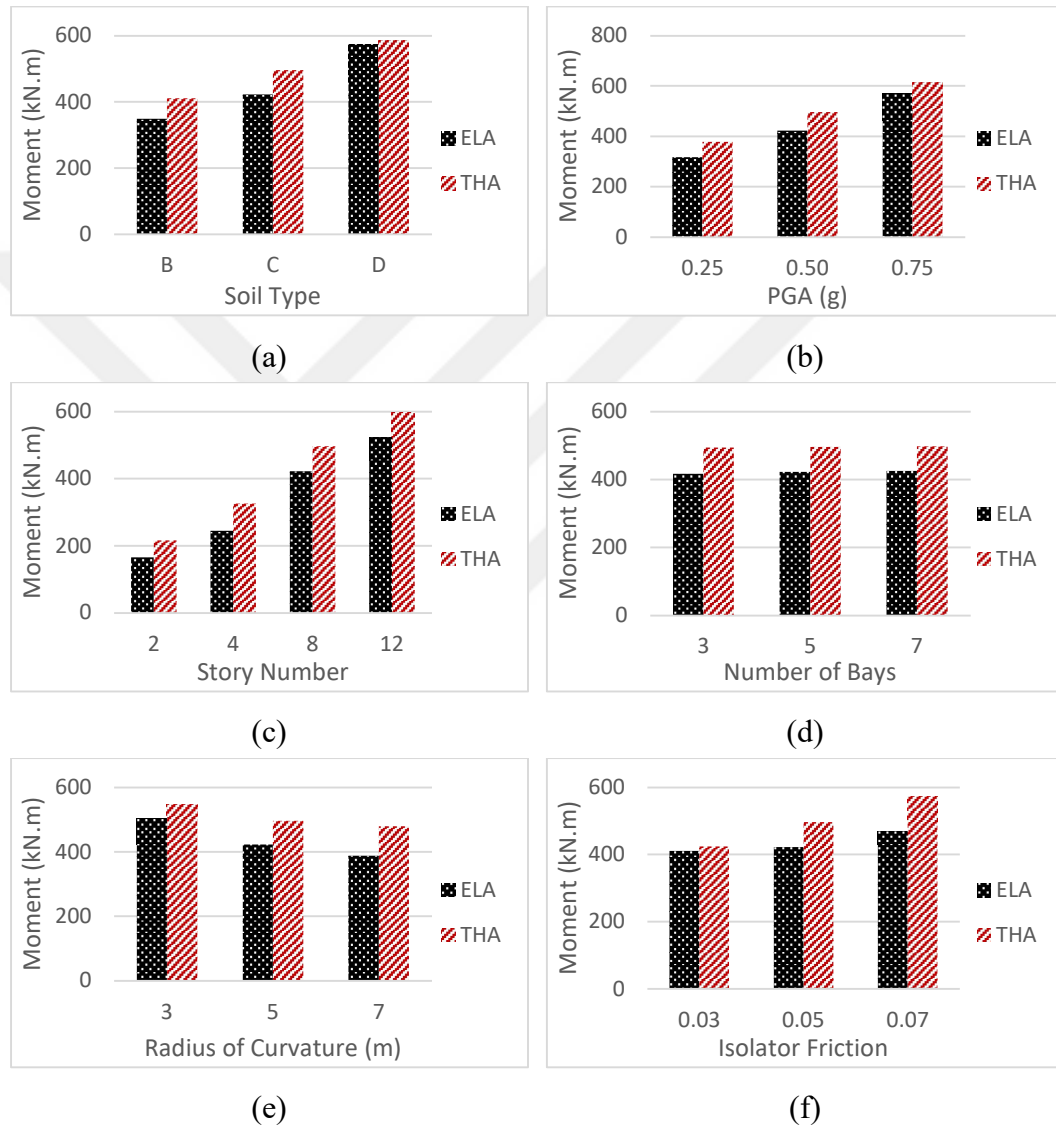 Moment (kN.m)
600
400
200
0
B C D
Soil Type
ELA
THA
(a)
Moment (kN.m)
800
600
400
200
0
0.25 0.50 0.75
PGA (g)
ELA
THA
(b)
Moment (kN.m)
600
400
200
0
2 4 8 12
Story Number
ELA
THA
(c)
Moment (kN.m)
600
400
200
0
3 5 7
Number of Bays
ELA
THA
(d)
Moment (kN.m)
600
400
200
0
3 5 7
Radius of Curvature (m)
ELA
THA
(e)
Moment (kN.m)
600
400
200
0
0.03 0.05 0.07
Isolator Friction
ELA
THA
(f)